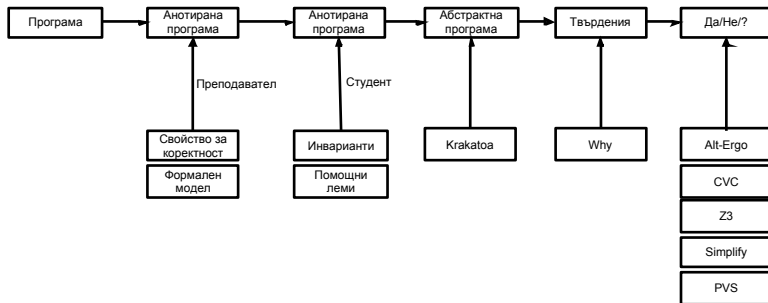 Програма
Анотирана
програма
Анотирана
програма
Абстрактна
програма
Твърдения
Да/Не/?
Преподавател
Студент
Свойство за
коректност
Формален
модел
Инварианти
Помощни
леми
Krakatoa
Why
Alt-Ergo
CVC
Z3
Simplify
PVS